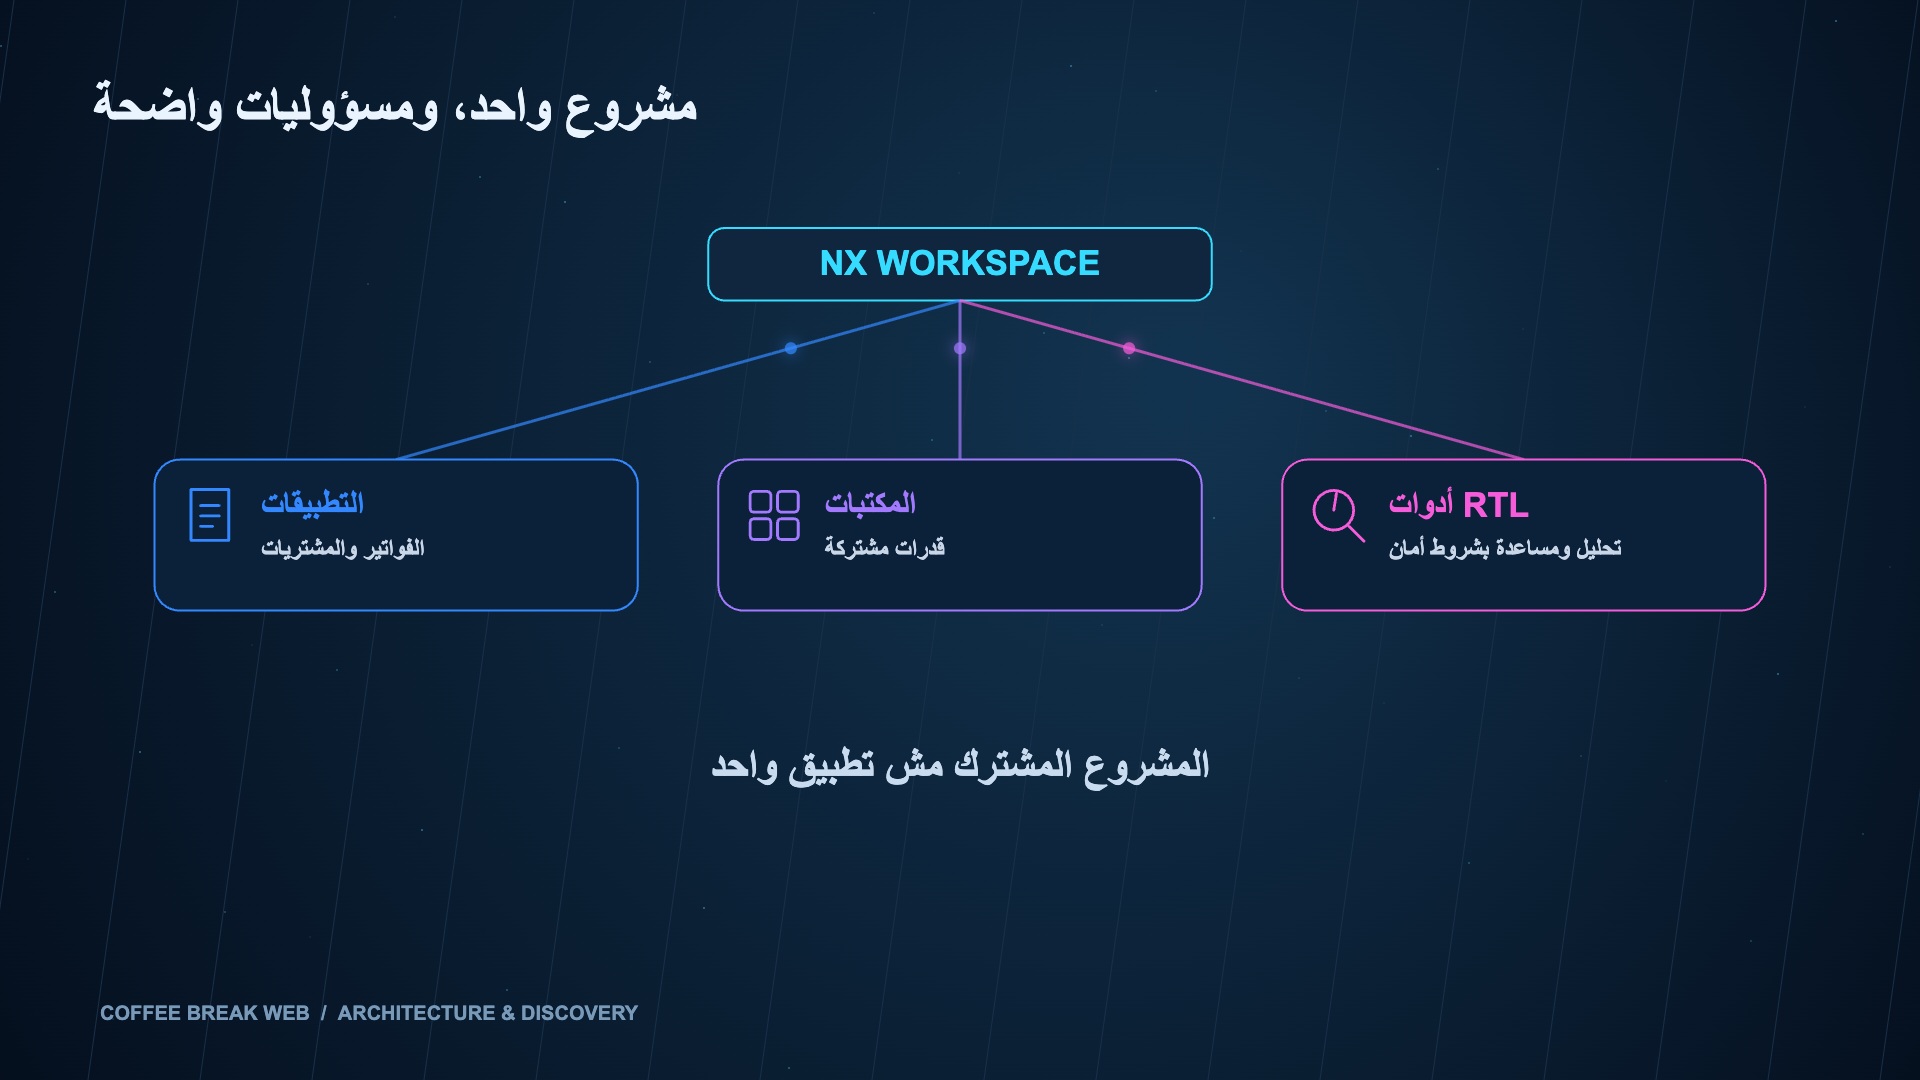 مشروع واحد، ومسؤوليات واضحة
NX WORKSPACE
التطبيقات
الفواتير والمشتريات
المكتبات
قدرات مشتركة
أدوات RTL
تحليل ومساعدة بشروط أمان
المشروع المشترك مش تطبيق واحد
COFFEE BREAK WEB / ARCHITECTURE & DISCOVERY